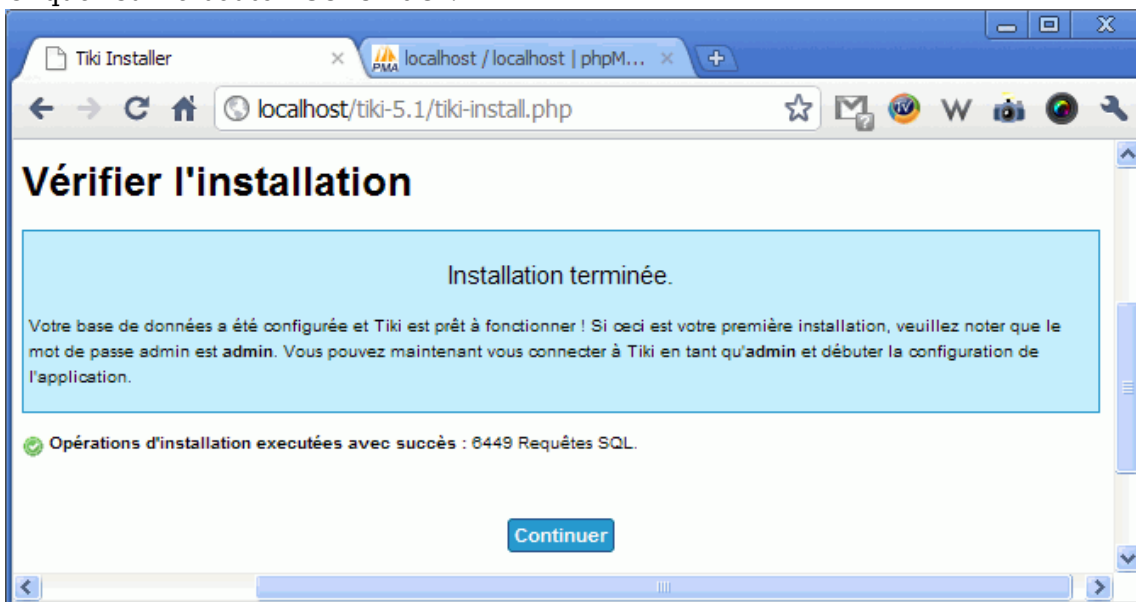 Tiki Installer
localhost / localhost | phpM...
localhost/tiki-5.1/tiki-install.php
Vérifier l'installation
Installation terminée.
Votre base de données a été configurée et Tiki est prêt à fonctionner ! Si ceci est votre première installation, veuillez noter que le
mot de passe admin est admin. Vous pouvez maintenant vous connecter à Tiki en tant qu'admin et débuter la configuration de
l'application.
Opérations d'installation executées avec succès : 6449 Requêtes SQL.
Continuer